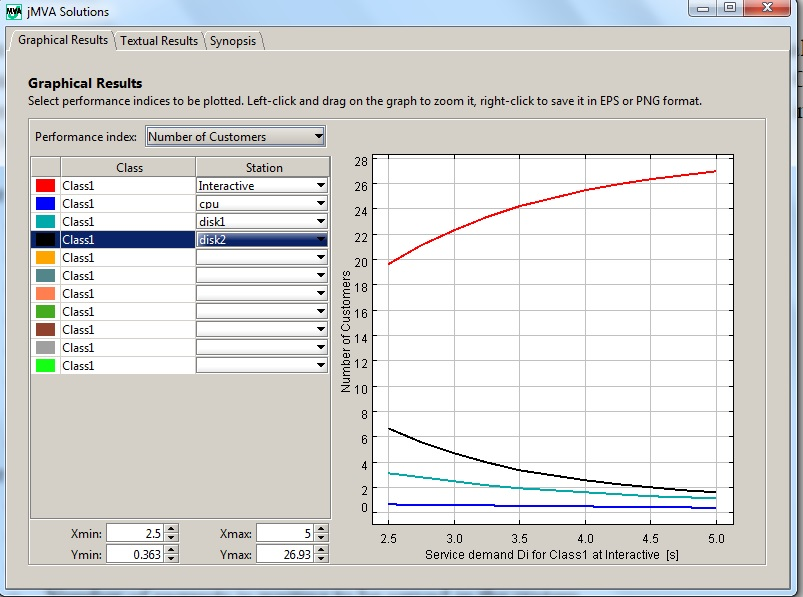 MVA jMVA Solutions
Graphical Results Textual Results Synopsis
Graphical Results
Select performance indices to be plotted. Left-click and drag on the graph to zoom it, right-click to save it in EPS or PNG format.
Performance index: Number of Customers
Class Station
Class1 Interactive
Class1 cpu
Class1 disk1
Class1 disk2
Class1
Class1
Class1
Class1
Class1
Class1
Class1
Xmin: 2.5 Xmax: 5
Ymin: 0.363 Ymax: 26.93
Number of Customers
28
26
24
22
20
18
16
14
12
10
8
6
4
2
0
2.5 3.0 3.5 4.0 4.5 5.0
Service demand Di for Class1 at Interactive [s]